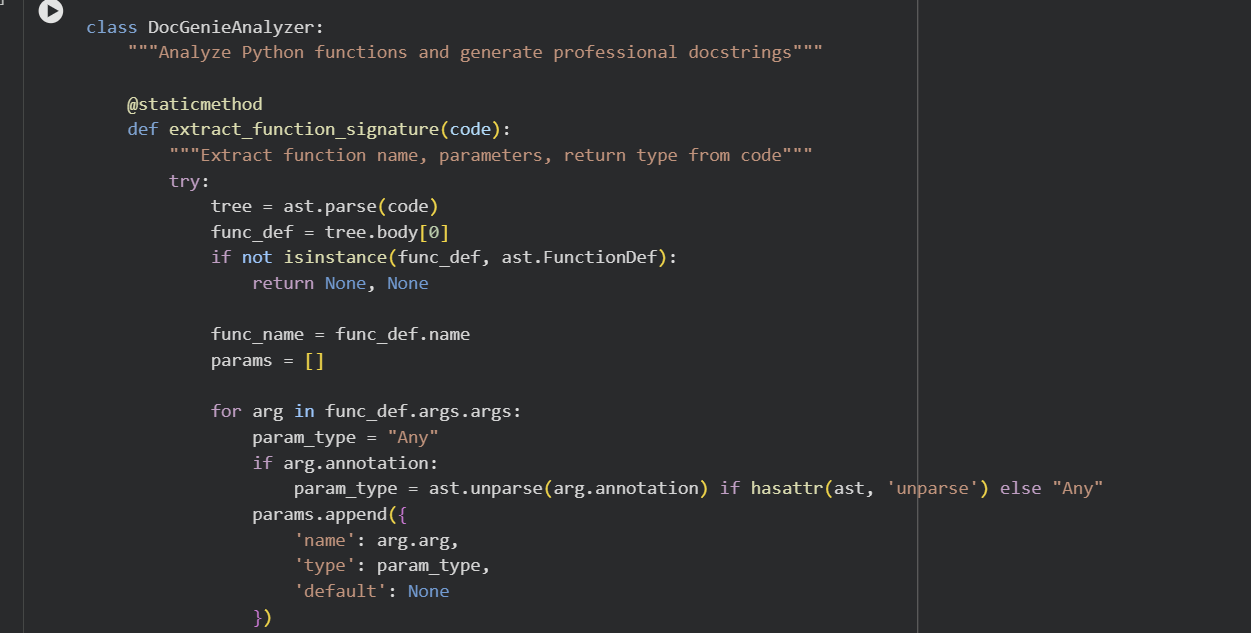 class DocGenieAnalyzer:
    """Analyze Python functions and generate professional docstrings"""

    @staticmethod
    def extract_function_signature(code):
        """Extract function name, parameters, return type from code"""
        try:
            tree = ast.parse(code)
            func_def = tree.body[0]
            if not isinstance(func_def, ast.FunctionDef):
                return None, None

            func_name = func_def.name
            params = []

            for arg in func_def.args.args:
                param_type = "Any"
                if arg.annotation:
                    param_type = ast.unparse(arg.annotation) if hasattr(ast, 'unparse') else "Any"
                params.append({
                    'name': arg.arg,
                    'type': param_type,
                    'default': None
                })